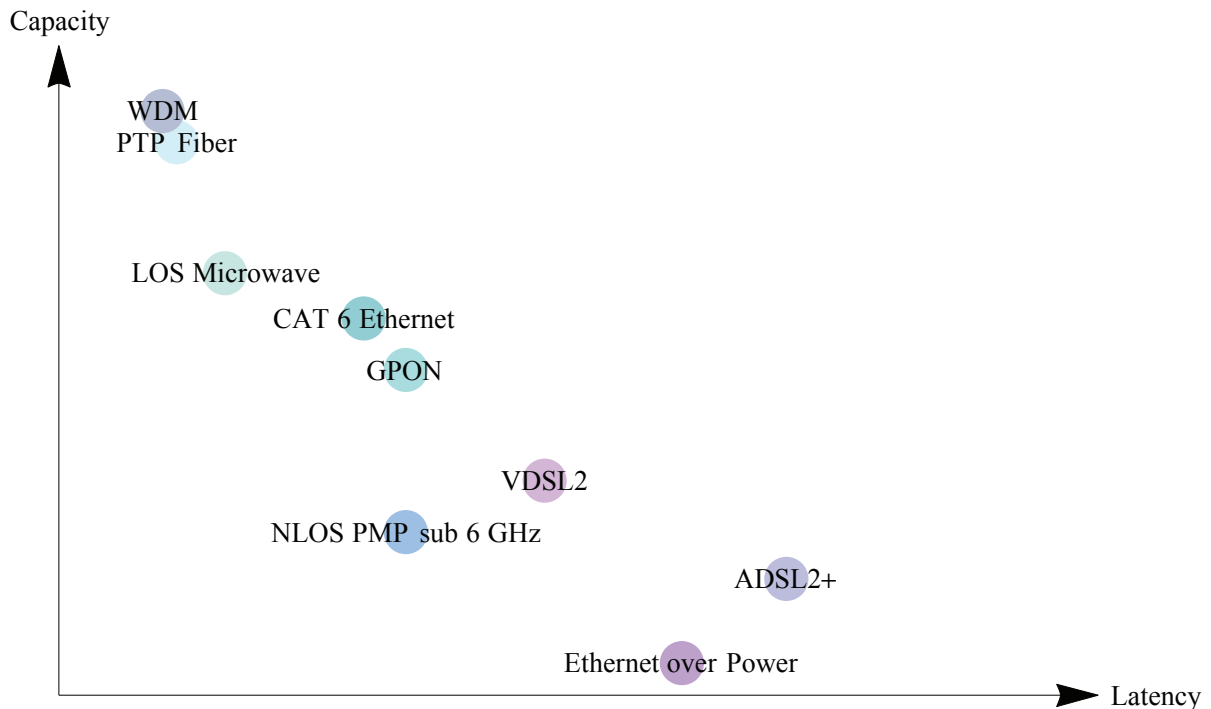 Capacity
WDM
PTP Fiber
LOS Microwave
CAT 6 Ethernet
GPON
VDSL2
NLOS PMP sub 6 GHz
ADSL2+
Ethernet over Power
Latency